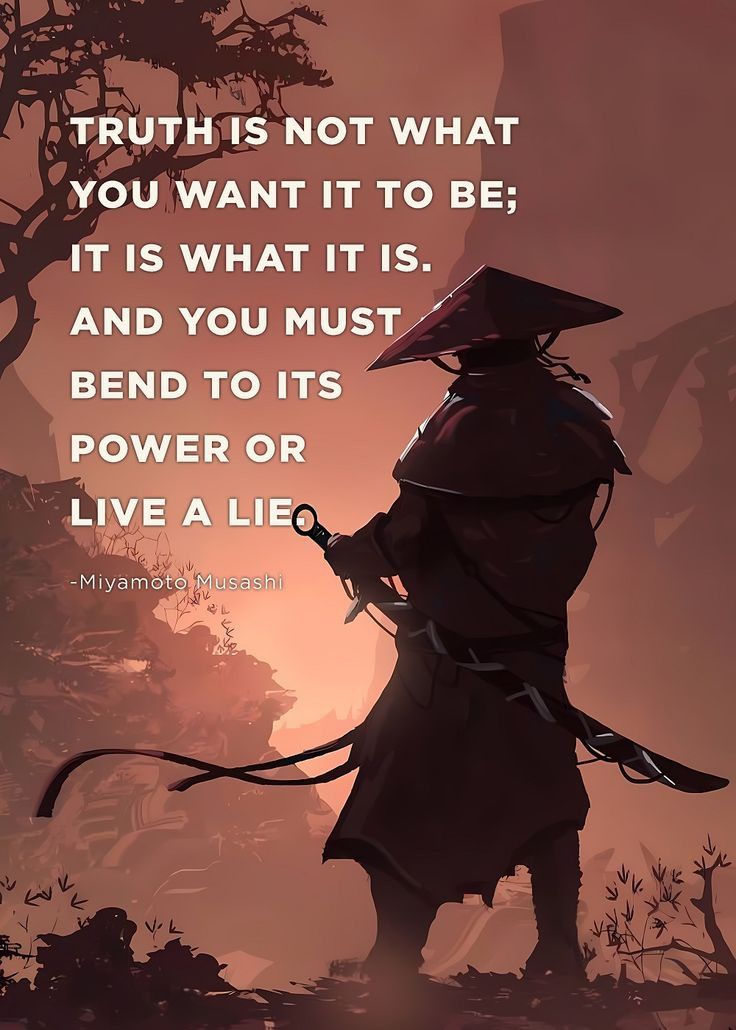 TRUTH IS NOT WHAT
YOU WANT IT TO BE;
IT IS WHAT IT IS.
AND YOU MUST
BEND TO ITS
POWER OR
LIVE A LIE.
-Miyamoto Musashi